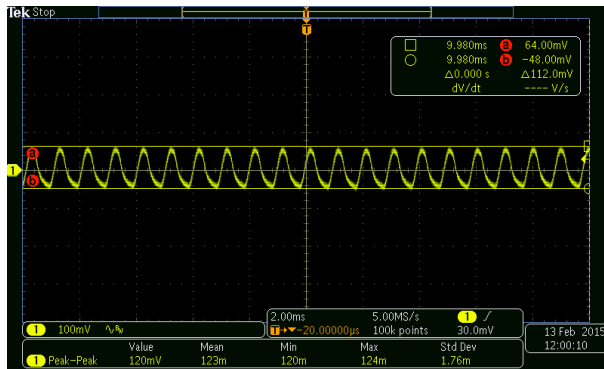 Tek Stop
T
T
□ 9.980ms a 64.00mV
○ 9.980ms b −48.00mV
Δ0.000 s Δ112.0mV
dV/dt ---- V/s
a
1
b
1 100mV
2.00ms 5.00MS/s 1
T→▼−20.00000µs 100k points 30.0mV
Value Mean Min Max Std Dev
1 Peak−Peak 120mV 123m 120m 124m 1.76m
13 Feb 2015
12:00:10